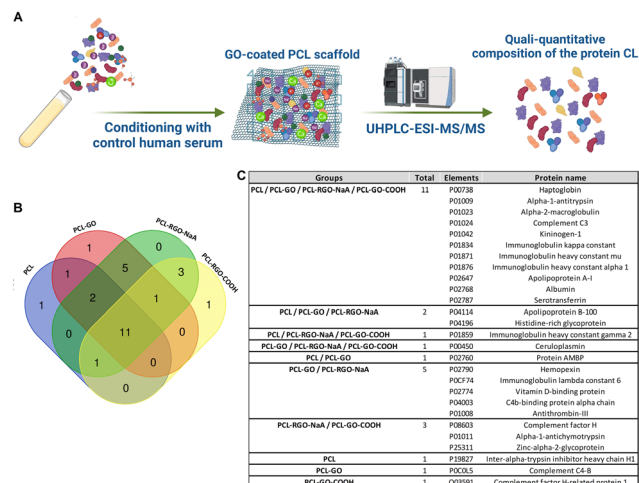 A
GO-coated PCL scaffold
Quali-quantitative
composition of the protein CL
Conditioning with
control human serum
UHPLC-ESI-MS/MS
B
PCL
PCL-GO
PCL-RGO-NaA
PCL-RGO-COOH
1
1
0
1
1
5
3
2
1
0
11
0
1
0
C
Groups Total Elements Protein name
PCL / PCL-GO / PCL-RGO-NaA / PCL-GO-COOH 11 P00738 Haptoglobin
P01009 Alpha-1-antitrypsin
P01023 Alpha-2-macroglobulin
P01024 Complement C3
P01042 Kininogen-1
P01834 Immunoglobulin kappa constant
P01871 Immunoglobulin heavy constant mu
P01876 Immunoglobulin heavy constant alpha 1
P02647 Apolipoprotein A-I
P02768 Albumin
P02787 Serotransferrin
PCL / PCL-GO / PCL-RGO-NaA 2 P04114 Apolipoprotein B-100
P04196 Histidine-rich glycoprotein
PCL / PCL-RGO-NaA / PCL-GO-COOH 1 P01859 Immunoglobulin heavy constant gamma 2
PCL-GO / PCL-RGO-NaA / PCL-GO-COOH 1 P00450 Ceruloplasmin
PCL / PCL-GO 1 P02760 Protein AMBP
PCL-GO / PCL-RGO-NaA 5 P02790 Hemopexin
P0CF74 Immunoglobulin lambda constant 6
P02774 Vitamin D-binding protein
P04003 C4b-binding protein alpha chain
P01008 Antithrombin-III
PCL-RGO-NaA / PCL-GO-COOH 3 P08603 Complement factor H
P01011 Alpha-1-antichymotrypsin
P25311 Zinc-alpha-2-glycoprotein
PCL 1 P19827 Inter-alpha-trypsin inhibitor heavy chain H1
PCL-GO 1 P0C0L5 Complement C4-B
PCL-GO-COOH 1 Q03591 Complement factor H-related protein 1